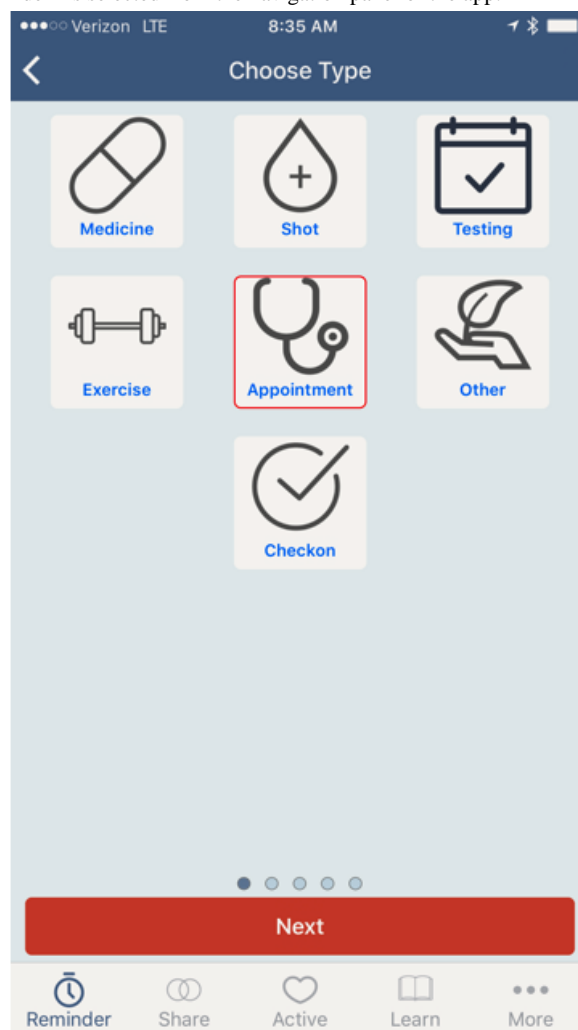 Verizon LTE 8:35 AM
Choose Type
Medicine Shot Testing
Exercise Appointment Other
Checkon
Next
Reminder Share Active Learn More